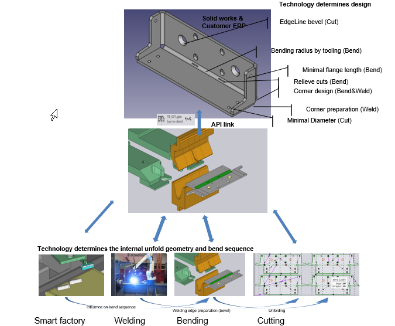 Technology determines design
Solid works &
Customer ERP
EdgeLine bevel (Cut)
Bending radius by tooling (Bend)
Minimal flange length (Bend)
Relieve cuts (Bend)
Corner design (Bend&Weld)
Corner preparation (Weld)
Minimal Diameter (Cut)
API link
Technology determines the internal unfold geometry and bend sequence
Influence on bend sequence
Welding edge preparation (bevel)
Unfolding
Smart factory
Welding
Bending
Cutting